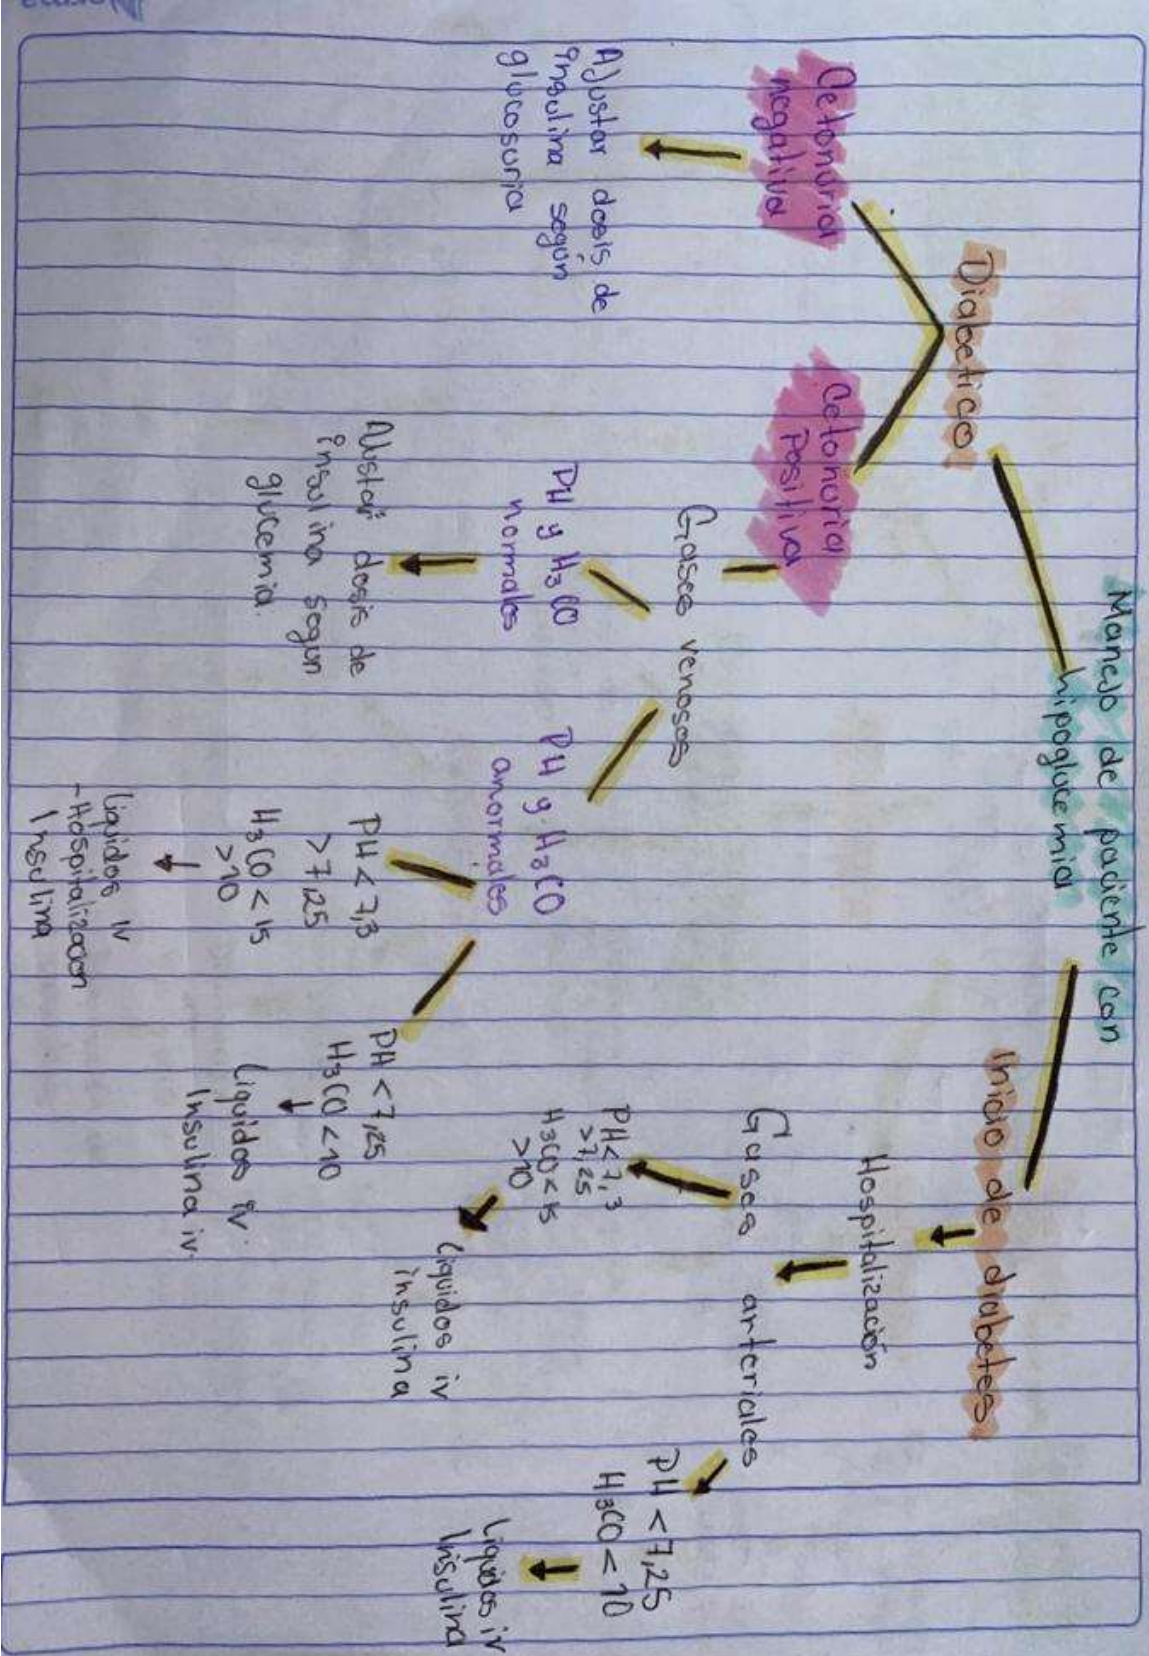 Manejo de paciente con
hipoglucemia
Diabetico
Cetonuria
negativa
Ajustar dosis de
insulina según
glucosuria
Cetonuria
Positiva
Gases venosos
PH y H3CO
normales
Ajustar dosis de
insulina segun
glucemia.
PH y H3CO
anormales
PH < 7,3
> 7,25
H3CO < 15
> 10
Liquidos iv
- Hospitalizacion
Insulina
PH < 7,25
H3CO < 10
Liquidos iv.
Insulina iv.
Inicio de diabetes
Hospitalización
Gases arteriales
PH < 7,3
> 7,25
H3CO < 15
> 10
Liquidos iv
insulina
PH < 7,25
H3CO < 10
Liquidos iv
Insulina